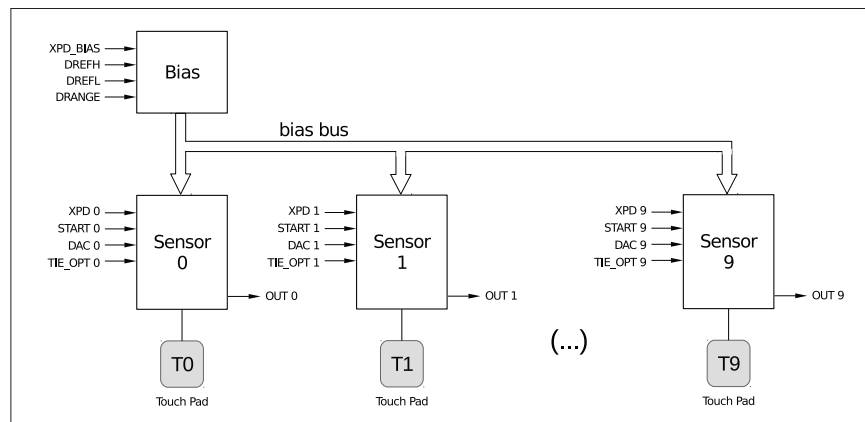 XPD_BIAS
DREFH
DREFL
DRANGE
Bias
bias bus
XPD 0
START 0
DAC 0
TIE_OPT 0
Sensor
0
OUT 0
XPD 1
START 1
DAC 1
TIE_OPT 1
Sensor
1
OUT 1
XPD 9
START 9
DAC 9
TIE_OPT 9
Sensor
9
OUT 9
(...)
T0
Touch Pad
T1
Touch Pad
T9
Touch Pad